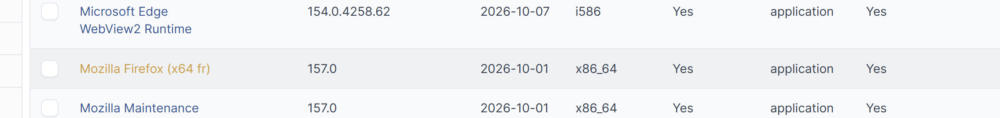 Microsoft Edge 154.0.4258.62 2026-10-07 i586 Yes application Yes
WebView2 Runtime
Mozilla Firefox (x64 fr) 157.0 2026-10-01 x86_64 Yes application Yes
Mozilla Maintenance 157.0 2026-10-01 x86_64 Yes application Yes